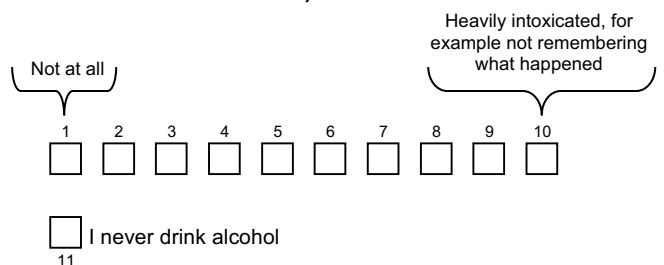 Heavily intoxicated, for
example not remembering
what happened
Not at all
1 2 3 4 5 6 7 8 9 10
I never drink alcohol
11